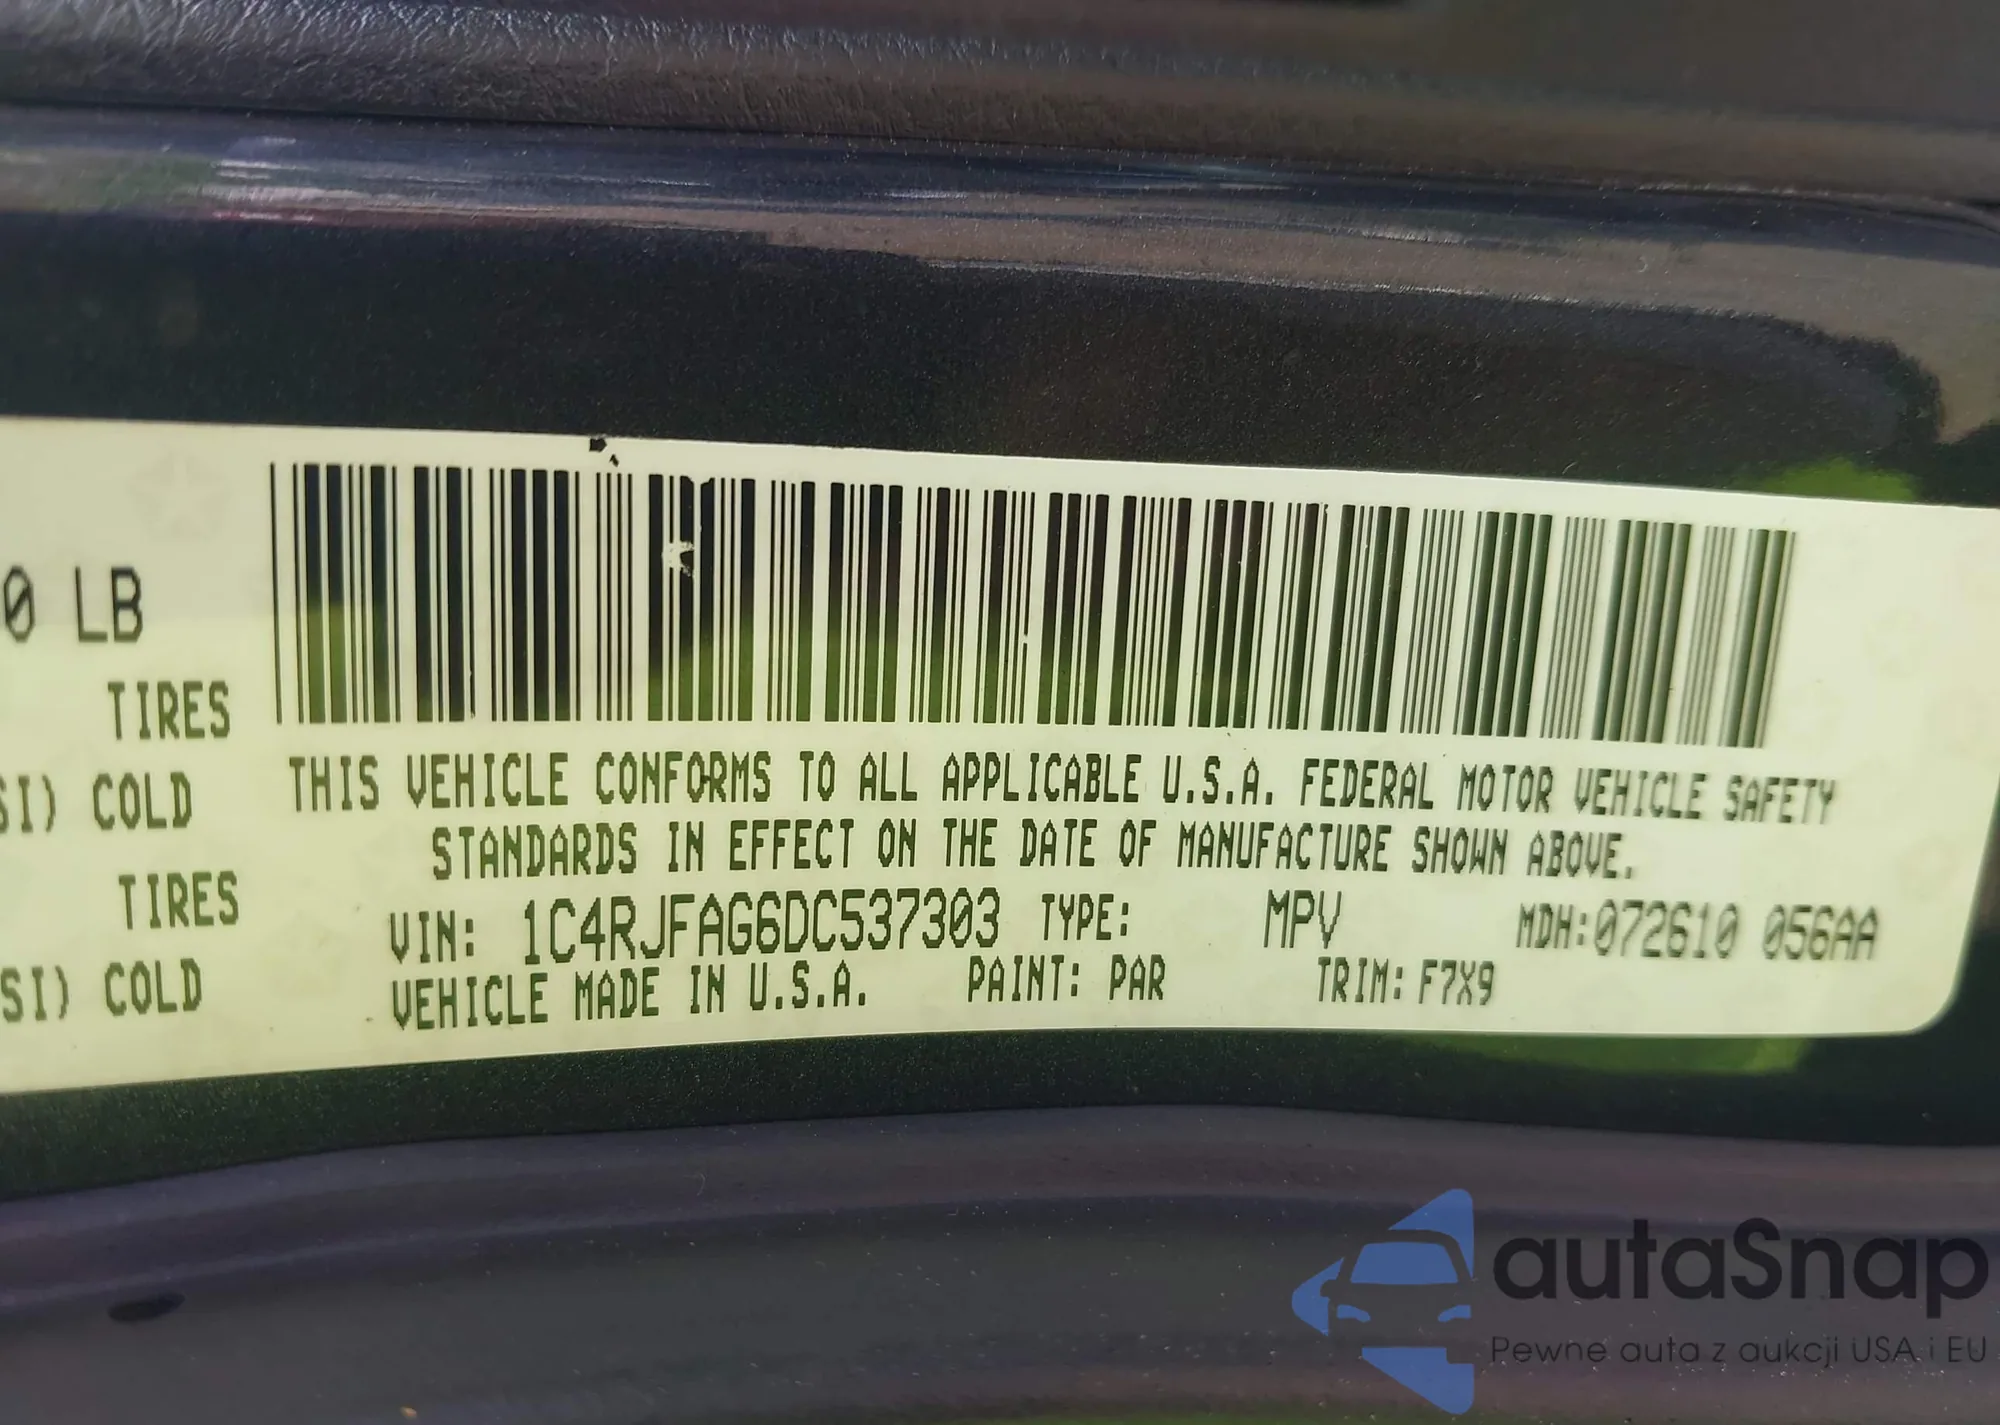 0 LB
TIRES
SI) COLD
TIRES
SI) COLD
THIS VEHICLE CONFORMS TO ALL APPLICABLE U.S.A. FEDERAL MOTOR VEHICLE SAFETY
STANDARDS IN EFFECT ON THE DATE OF MANUFACTURE SHOWN ABOVE.
VIN: 1C4RJFAG6DC537303 TYPE: MPV MDH:072610 056AA
VEHICLE MADE IN U.S.A. PAINT: PAR TRIM: F7X9
autaSnap
Pewne auta z aukcji USA i EU